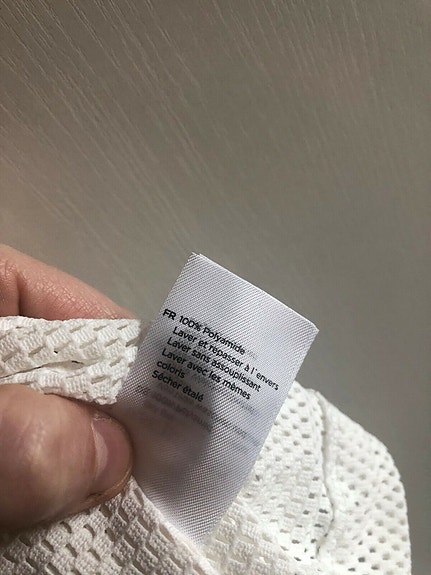 FR 100% Polyamide
Laver et repasser à l'envers
Laver sans assouplissant
Laver avec les mêmes
coloris
Sécher étalé